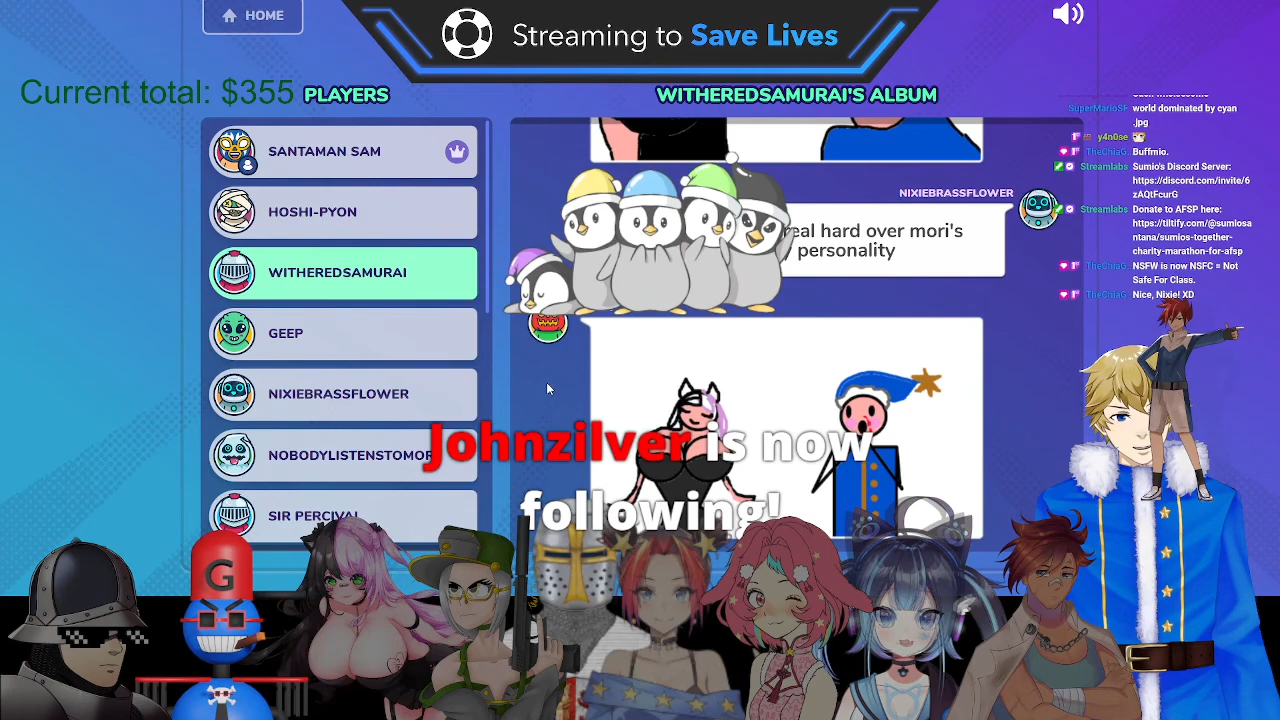 HOME
Streaming to Save Lives
Current total: $355
PLAYERS
WITHEREDSAMURAI'S ALBUM
SANTAMAN SAM
HOSHI-PYON
WITHEREDSAMURAI
GEEP
NIXIEBRASSFLOWER
NOBODYLISTENSTOMOR
SIR PERCIVAL
NIXIEBRASSFLOWER
real hard over mori's
personality
Johnzilver is now
following!
G
SuperMarioSF: world dominated by cyan
.jpg
y4n0se:
TheChiaG: Buffmio.
Streamlabs: Sumio's Discord Server:
https://discord.com/invite/6
zAQtFcurG
Streamlabs: Donate to AFSP here:
https://tiltify.com/@sumiosa
ntana/sumios-together-
charity-marathon-for-afsp
TheChiaG: NSFW is now NSFC = Not
Safe For Class.
TheChiaG: Nice, Nixie! XD